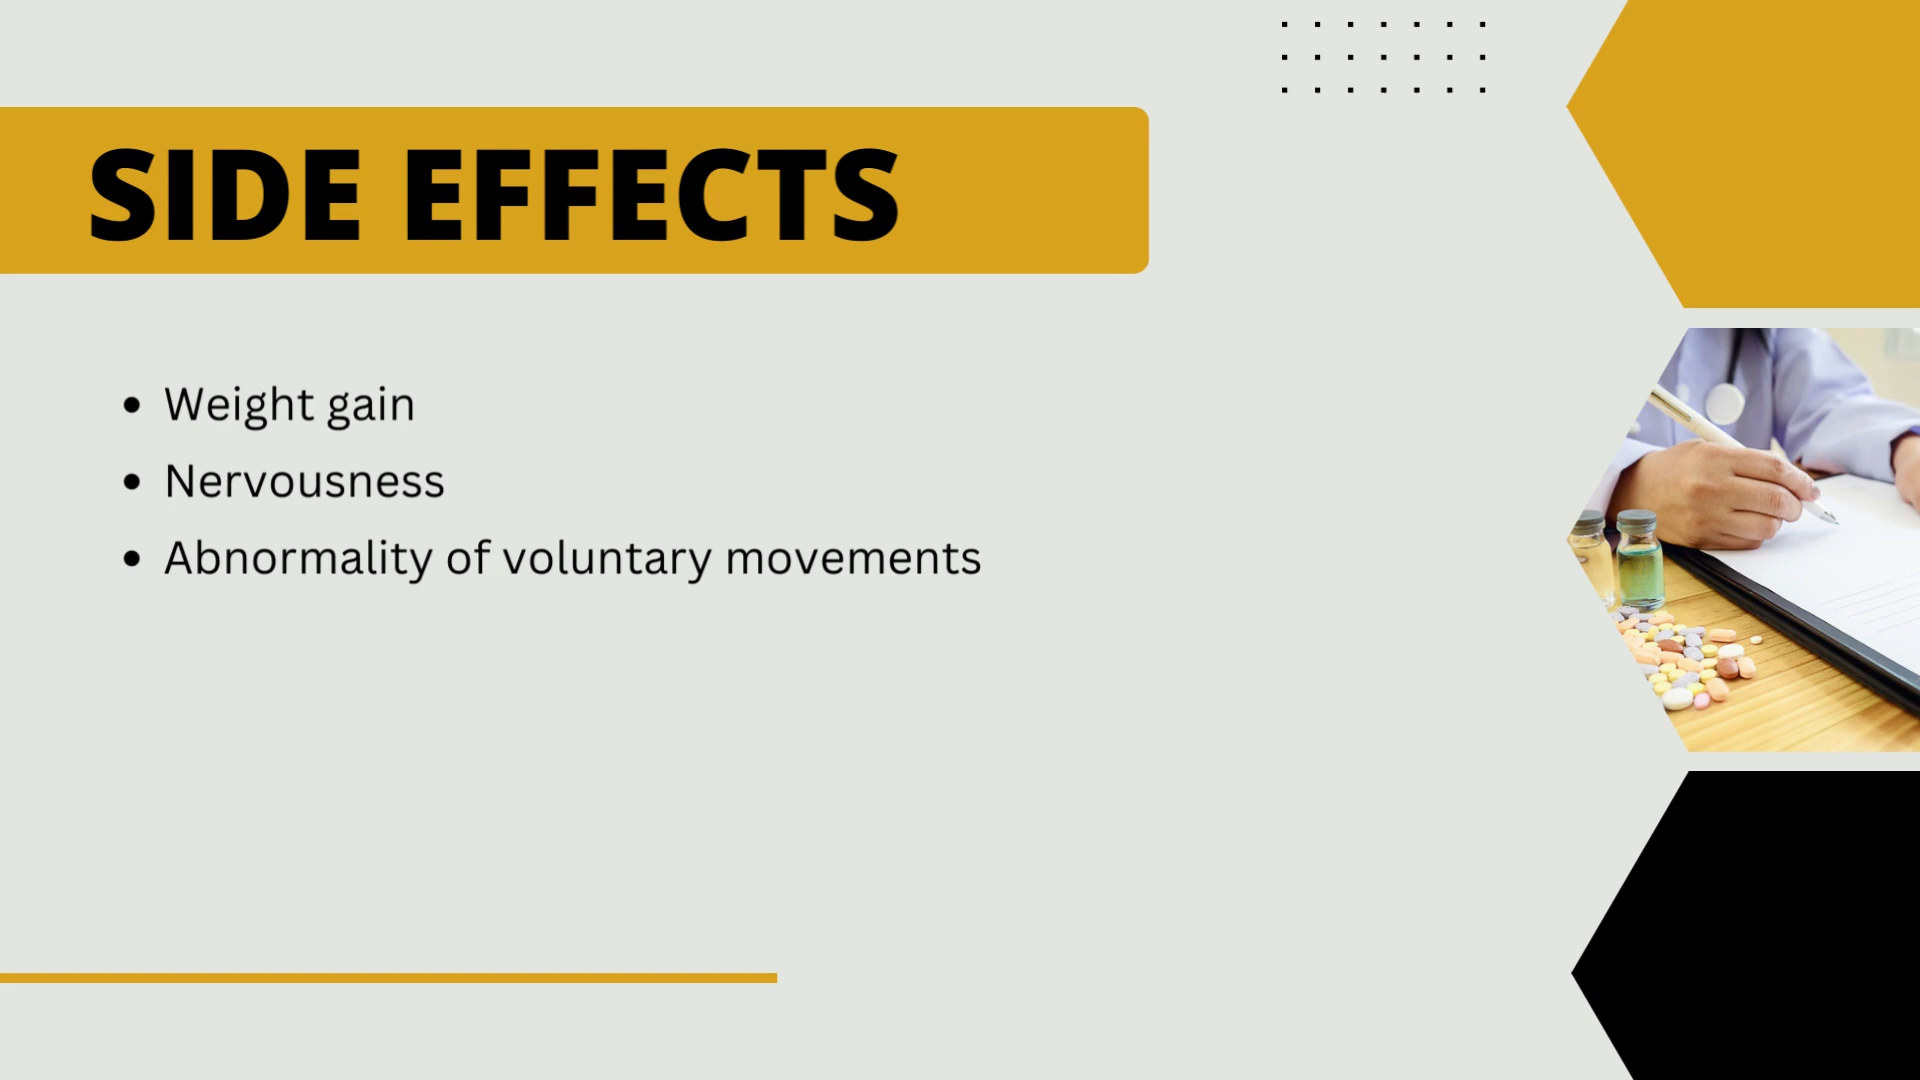 SIDE EFFECTS
• Weight gain
• Nervousness
• Abnormality of voluntary movements